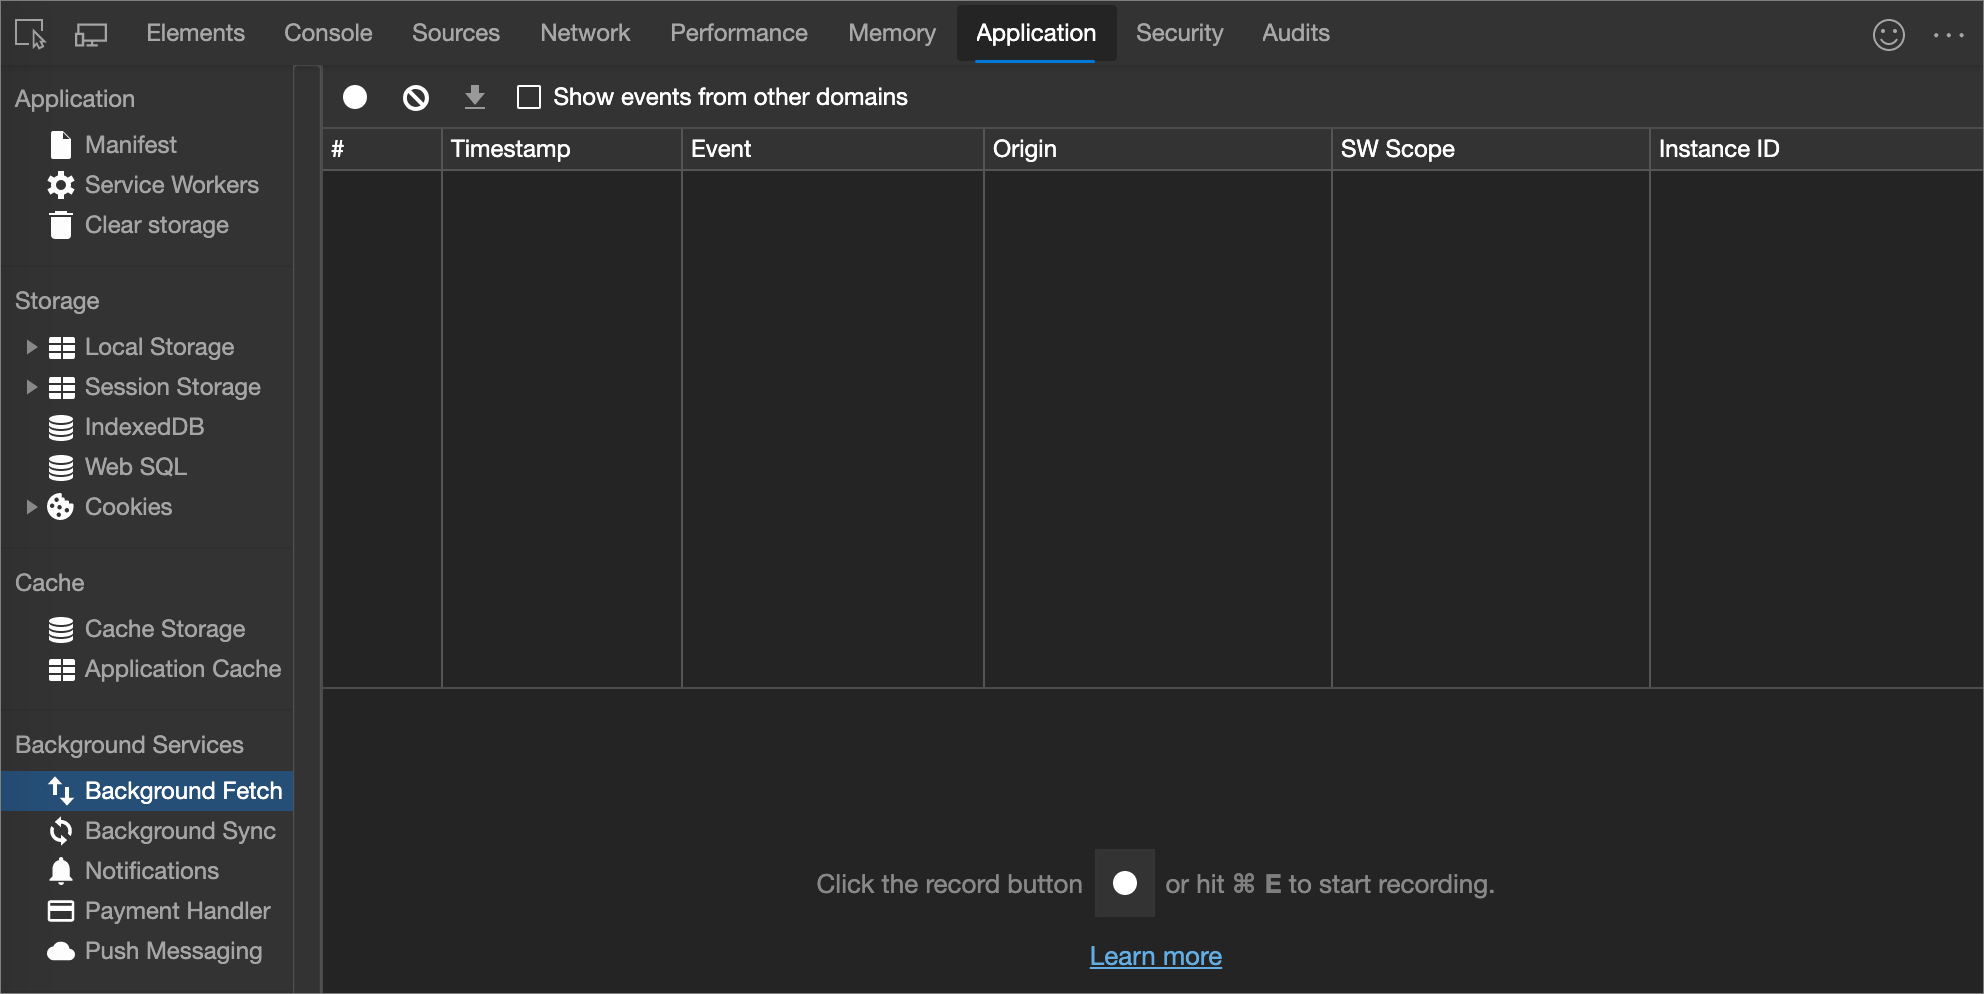 Elements Console Sources Network Performance Memory Application Security Audits
Application
Manifest
Service Workers
Clear storage
Storage
Local Storage
Session Storage
IndexedDB
Web SQL
Cookies
Cache
Cache Storage
Application Cache
Background Services
Background Fetch
Background Sync
Notifications
Payment Handler
Push Messaging
Show events from other domains
# Timestamp Event Origin SW Scope Instance ID
Click the record button or hit ⌘ E to start recording.
Learn more